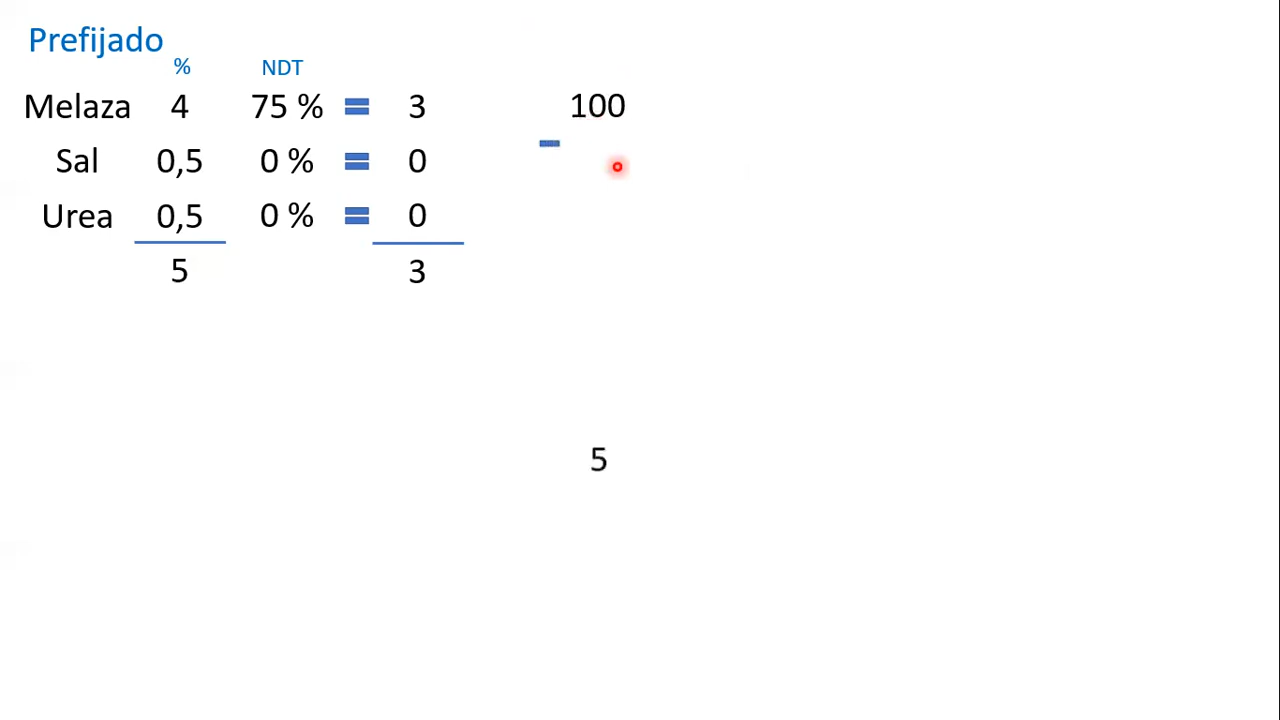 Prefijado
% NDT
Melaza 4 75 % = 3 100
-
Sal 0,5 0 % = 0
Urea 0,5 0 % = 0
5 3
5